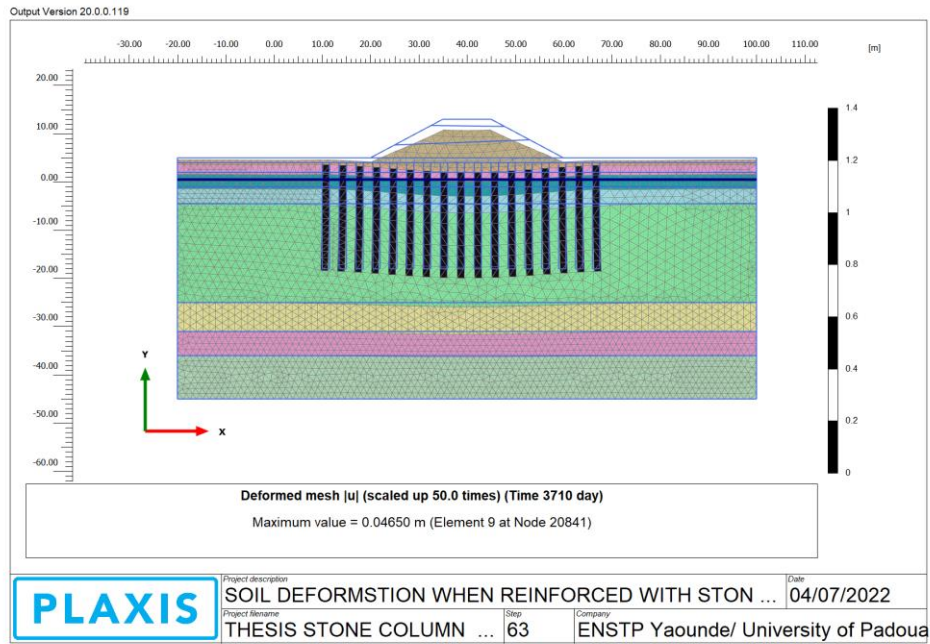 Output Version 20.0.0.119
-30.00 -20.00 -10.00 0.00 10.00 20.00 30.00 40.00 50.00 60.00 70.00 80.00 90.00 100.00 110.00 [m]
20.00
10.00
0.00
-10.00
-20.00
-30.00
-40.00
-50.00
-60.00
1.4
1.2
1
0.8
0.6
0.4
0.2
0
Y
X
Deformed mesh |u| (scaled up 50.0 times) (Time 3710 day)
Maximum value = 0.04650 m (Element 9 at Node 20841)
PLAXIS
Project description
SOIL DEFORMSTION WHEN REINFORCED WITH STON ...
Date
04/07/2022
Project filename
THESIS STONE COLUMN ...
Step
63
Company
ENSTP Yaounde/ University of Padoua